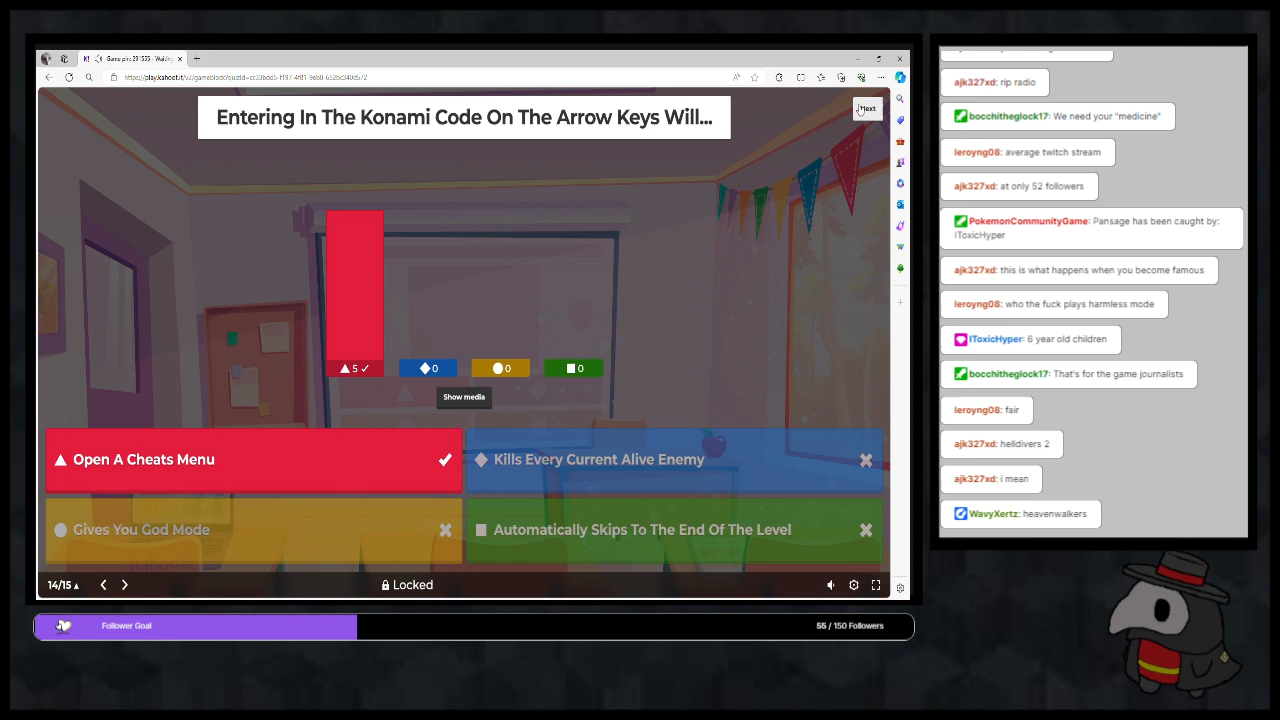 Entering In The Konami Code On The Arrow Keys Will...
Next
5
0
0
0
Show media
Open A Cheats Menu
Kills Every Current Alive Enemy
Gives You God Mode
Automatically Skips To The End Of The Level
14/15
Locked
Follower Goal
55 / 150 Followers
ajk327xd: rip radio
bocchitheglock17: We need your "medicine"
leroyng08: average twitch stream
ajk327xd: at only 52 followers
PokemonCommunityGame: Pansage has been caught by:
IToxicHyper
ajk327xd: this is what happens when you become famous
leroyng08: who the fuck plays harmless mode
IToxicHyper: 6 year old children
bocchitheglock17: That's for the game journalists
leroyng08: fair
ajk327xd: helldivers 2
ajk327xd: i mean
WavyXertz: heavenwalkers